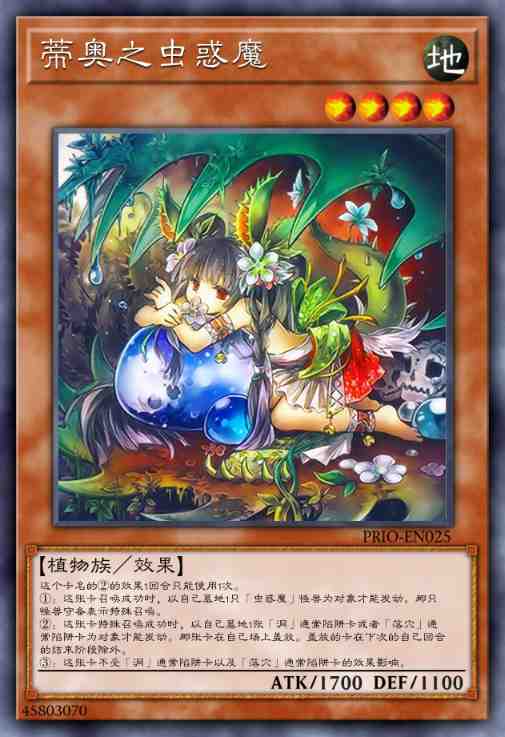 蒂奥之虫惑魔
地
PRIO-EN025
【植物族／效果】
这个卡名的②的效果1回合只能使用1次。
①：这张卡召唤成功时，以自己墓地1只「虫惑魔」怪兽为对象才能发动。那只
怪兽守备表示特殊召唤。
②：这张卡特殊召唤成功时，以自己墓地1张「洞」通常陷阱卡或者「落穴」通
常陷阱卡为对象才能发动。那张卡在自己场上盖放。盖放的卡在下次的自己回合
的结束阶段除外。
③：这张卡不受「洞」通常陷阱卡以及「落穴」通常陷阱卡的效果影响。
ATK/1700 DEF/1100
45803070